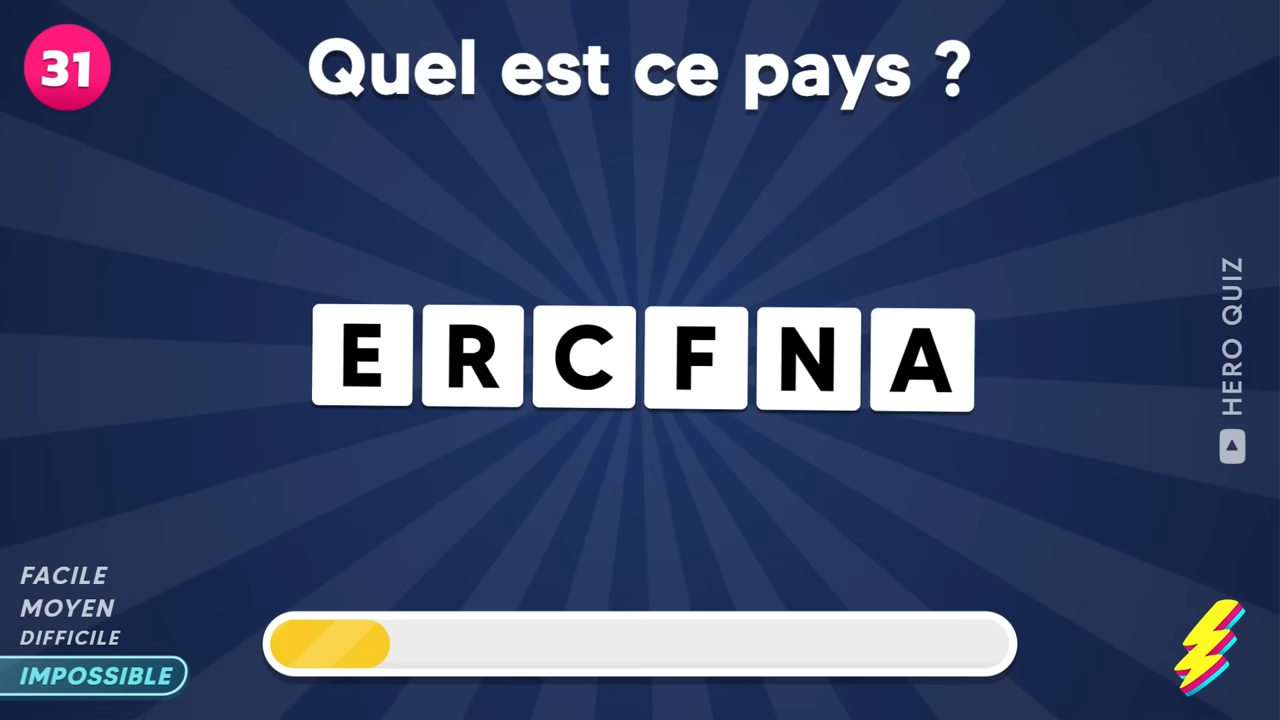 31
Quel est ce pays ?
E R C F N A
HERO QUIZ
FACILE
MOYEN
DIFFICILE
IMPOSSIBLE